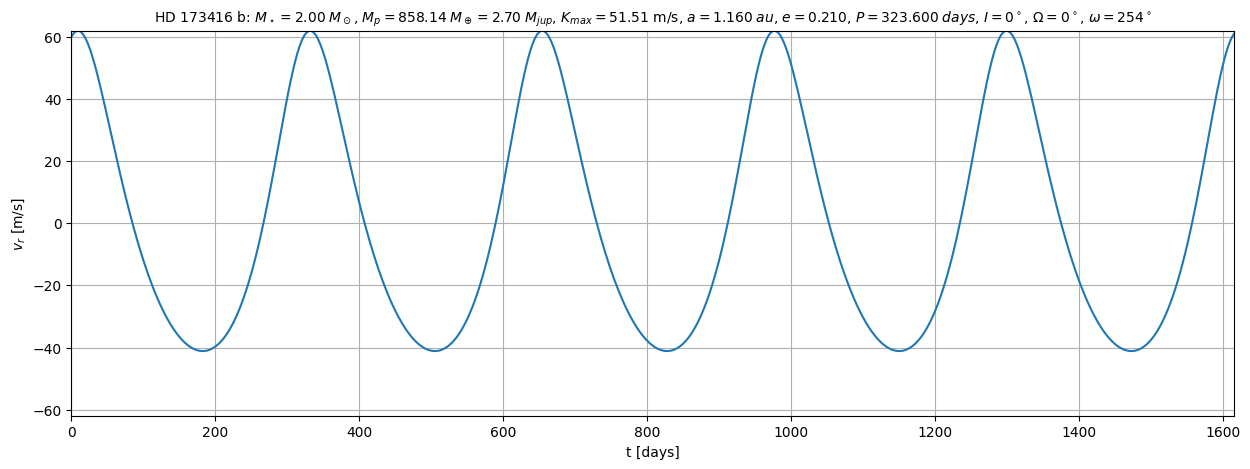 HD 173416 b: M⋆ = 2.00 M⊙, Mp = 858.14 M⊕ = 2.70 Mjup, Kmax = 51.51 m/s, a = 1.160 au, e = 0.210, P = 323.600 days, I = 0°, Ω = 0°, ω = 254°
60
40
20
0
−20
−40
−60
vr [m/s]
0 200 400 600 800 1000 1200 1400 1600
t [days]